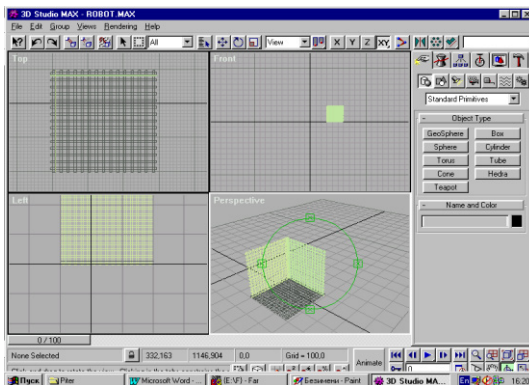 3D Studio MAX - ROBOT.MAX
File Edit Group Views Rendering Help
All View X Y Z XY
Top Front
Standard Primitives
- Object Type
GeoSphere Box
Sphere Cylinder
Torus Tube
Cone Hedra
Teapot
Left Perspective
- Name and Color
0 / 100
None Selected 332,163 1146,904 0,0 Grid = 100,0 Animate
Пуск Piter Microsoft Word - ... (E:\F) - Far Paint 3D Studio MA... En